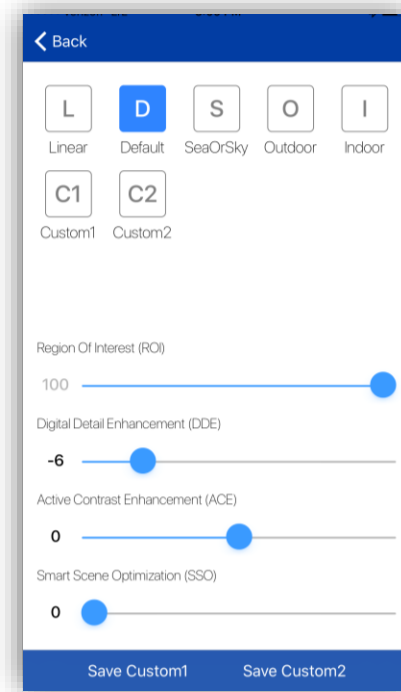 Back
L D S O I
Linear Default SeaOrSky Outdoor Indoor
C1 C2
Custom1 Custom2
Region Of Interest (ROI)
100
Digital Detail Enhancement (DDE)
-6
Active Contrast Enhancement (ACE)
0
Smart Scene Optimization (SSO)
0
Save Custom1 Save Custom2